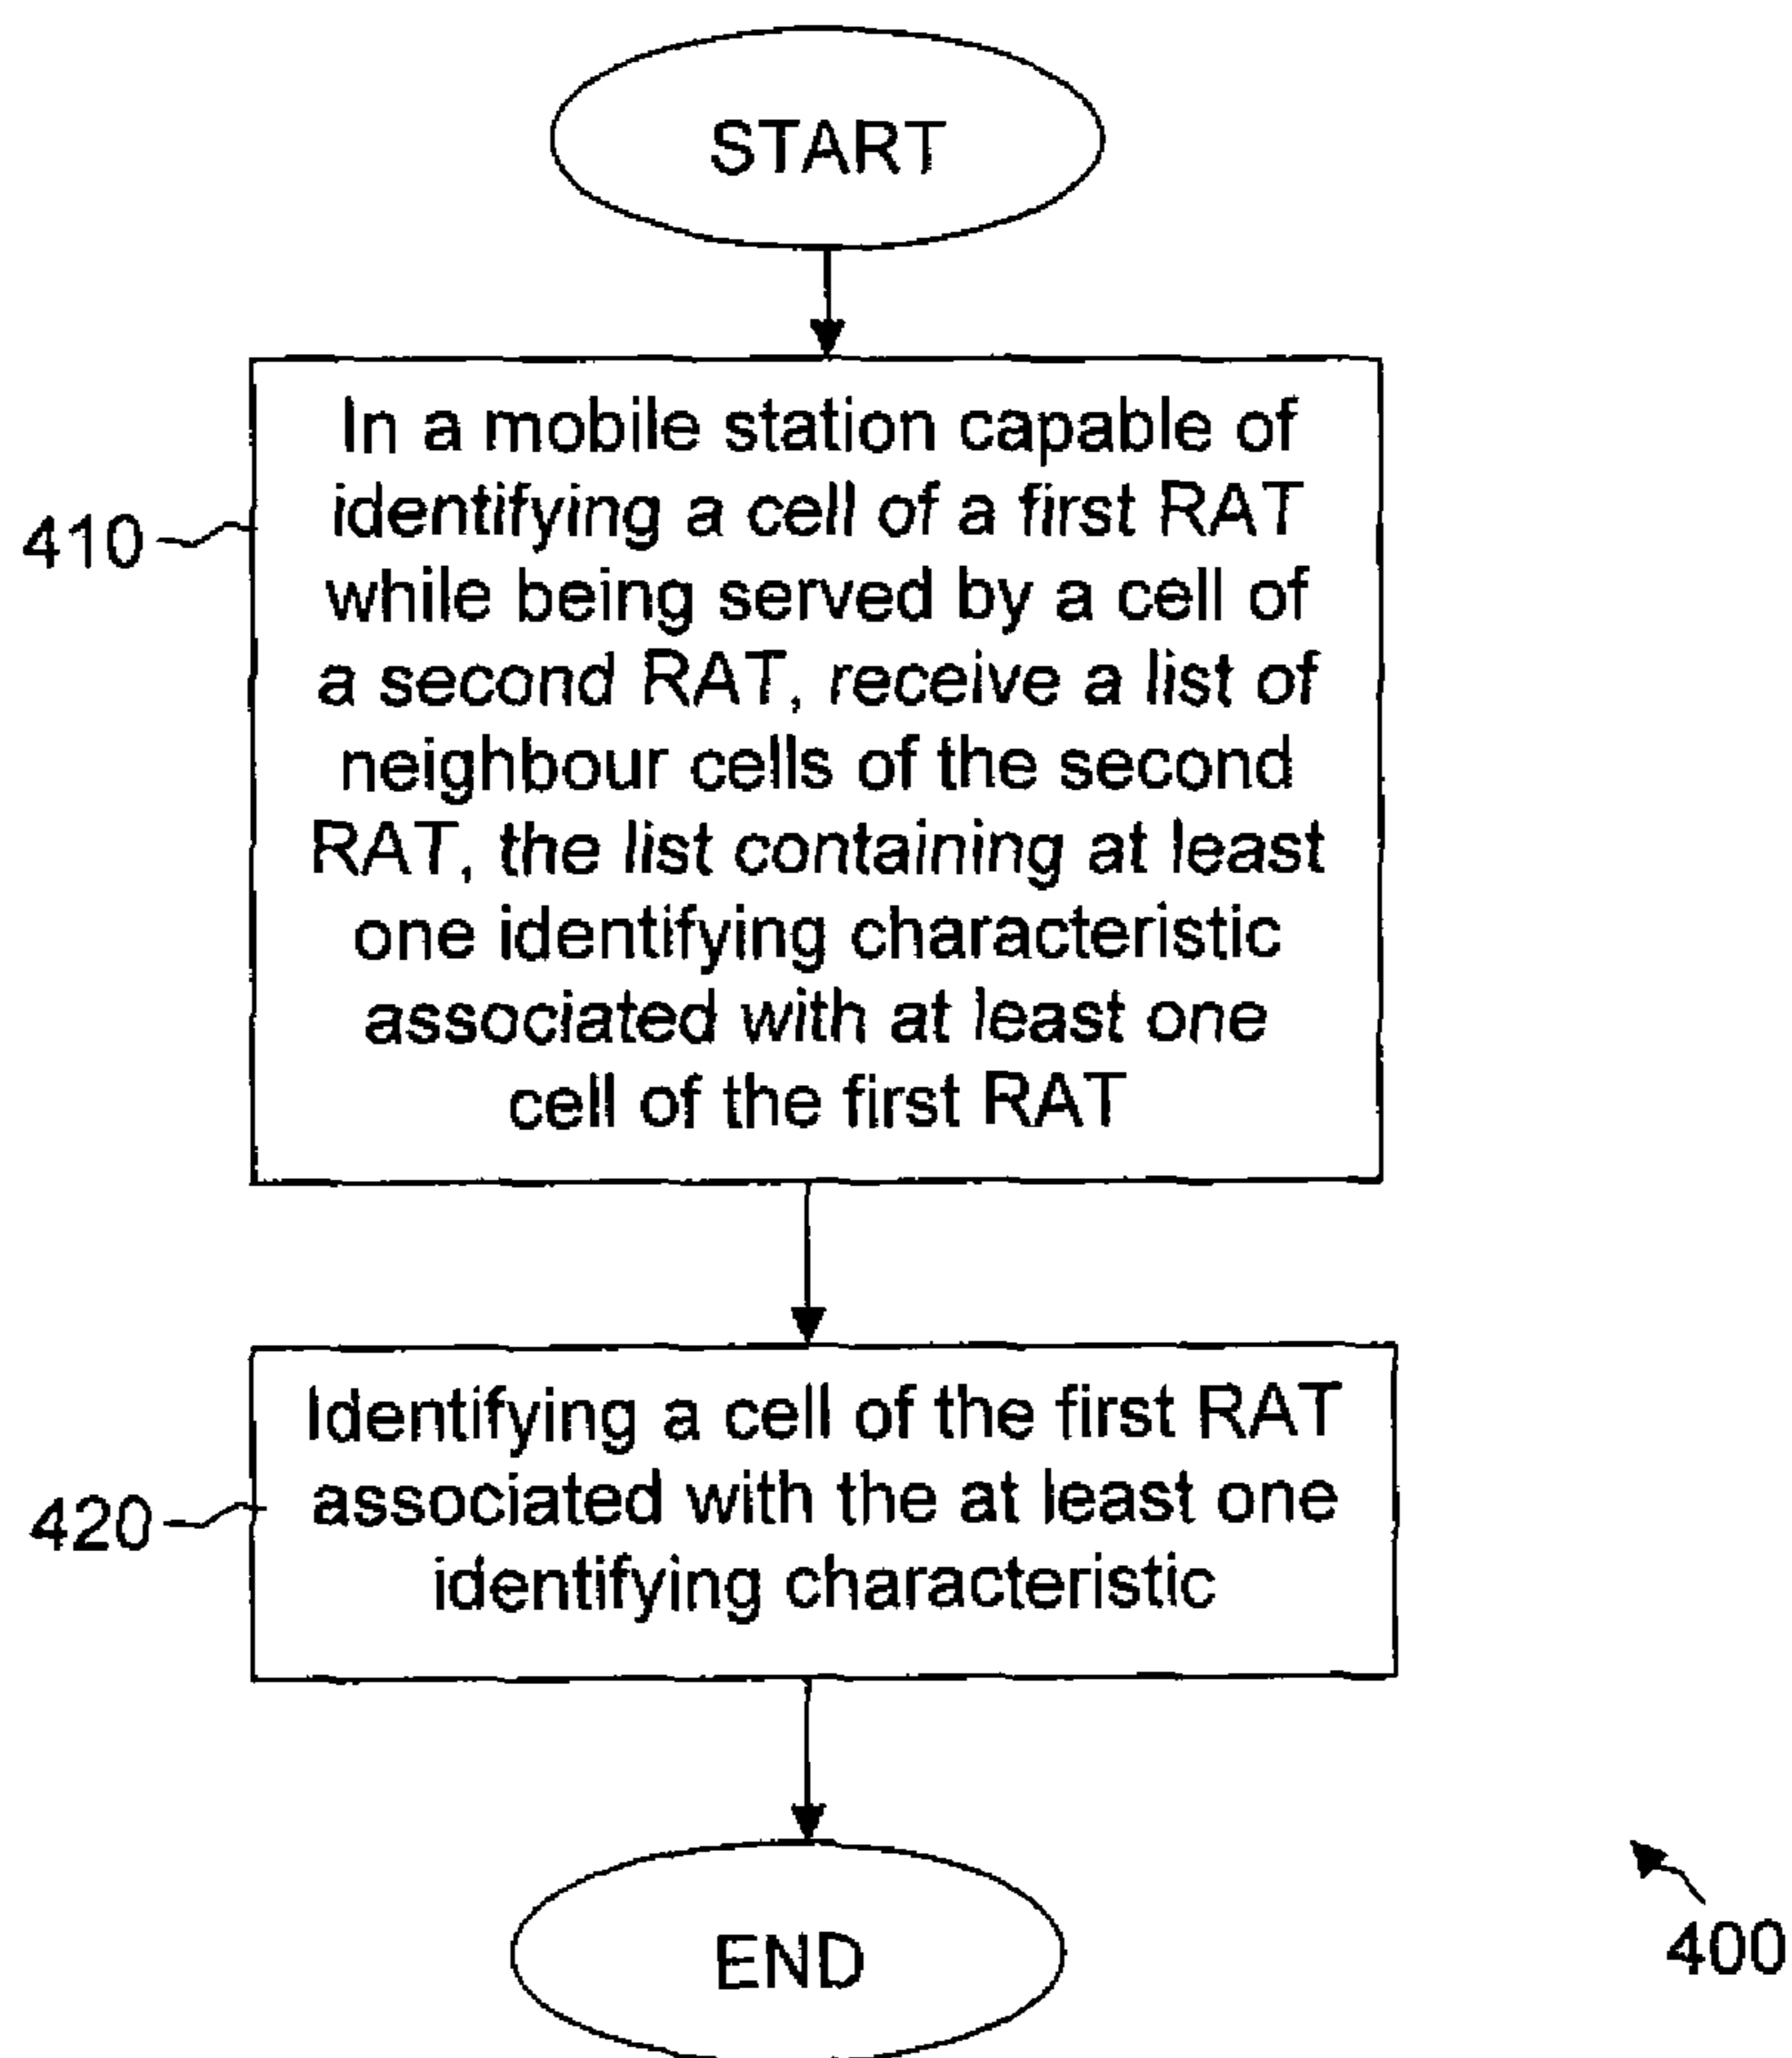 START
410
In a mobile station capable of
identifying a cell of a first RAT
while being served by a cell of
a second RAT, receive a list of
neighbour cells of the second
RAT, the list containing at least
one identifying characteristic
associated with at least one
cell of the first RAT
420
Identifying a cell of the first RAT
associated with the at least one
identifying characteristic
END
400